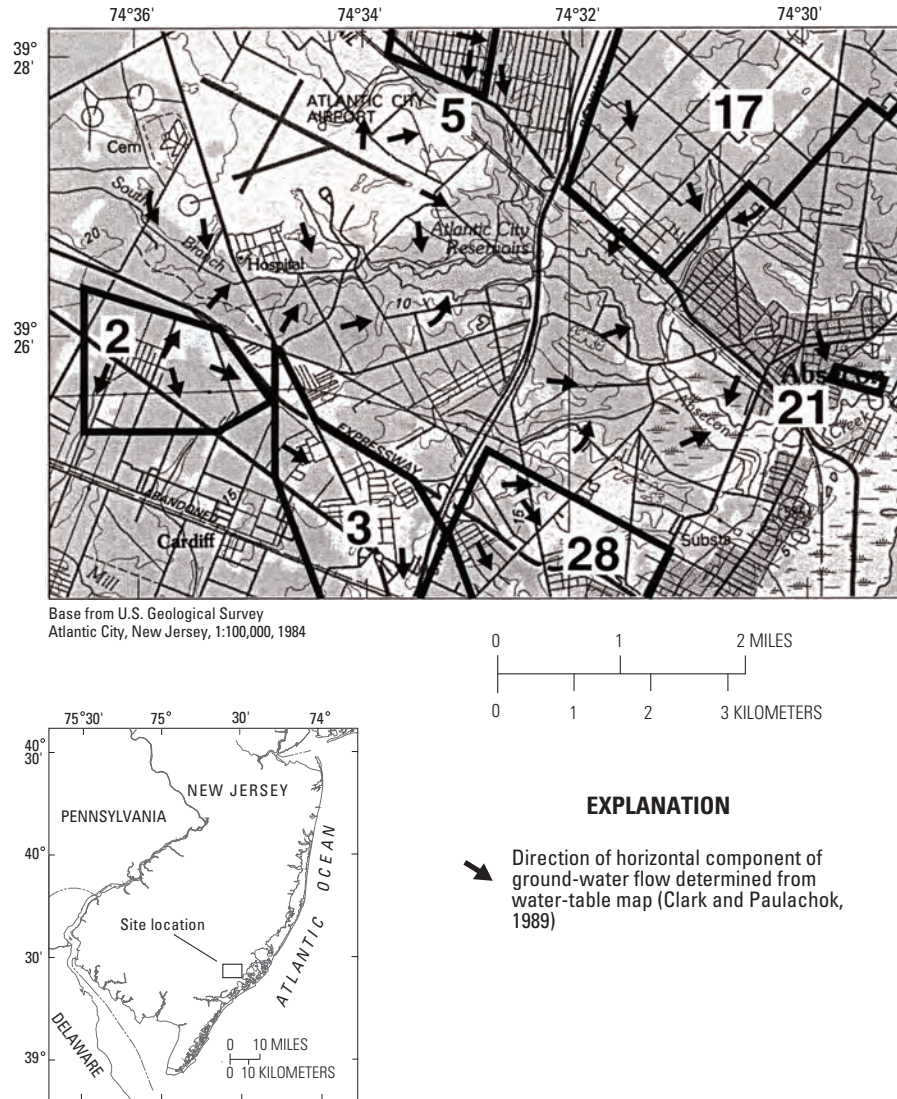 74°36' 74°34' 74°32' 74°30'
39°
28'
ATLANTIC CITY
AIRPORT
5
17
Cem
South
Branch
Atlantic City
Reservoirs
20
Hospital
10
39°
26'
2
Absecon
21
Creek
EXPRESSWAY
ABANDONED
15
15
3
Cardiff
28
Substa
5
Mill
Base from U.S. Geological Survey
Atlantic City, New Jersey, 1:100,000, 1984
0 1 2 MILES
0 1 2 3 KILOMETERS
75°30' 75° 30' 74°
40°
30'
NEW JERSEY
PENNSYLVANIA
40°
ATLANTIC OCEAN
Site location
30'
DELAWARE
0 10 MILES
0 10 KILOMETERS
39°
EXPLANATION
Direction of horizontal component of
ground-water flow determined from
water-table map (Clark and Paulachok,
1989)